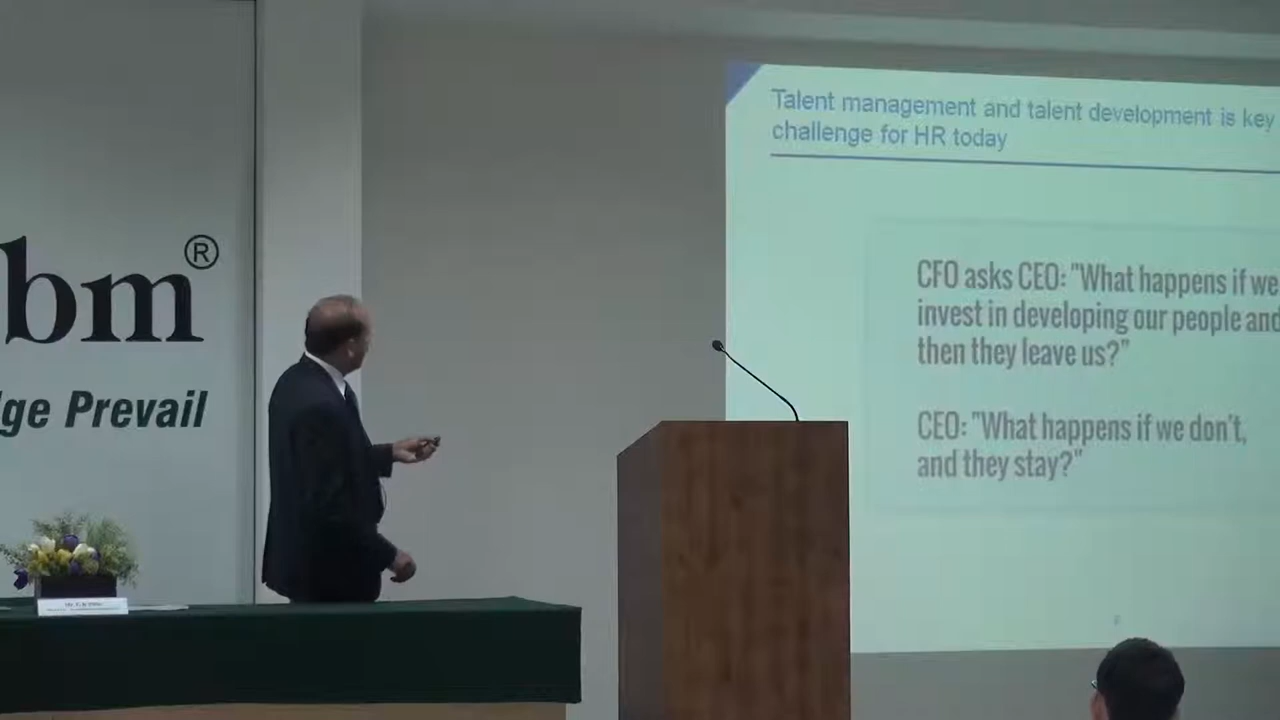 bm®
ge Prevail
Talent management and talent development is key
challenge for HR today
CFO asks CEO: "What happens if we
invest in developing our people and
then they leave us?"
CEO: "What happens if we don't,
and they stay?"